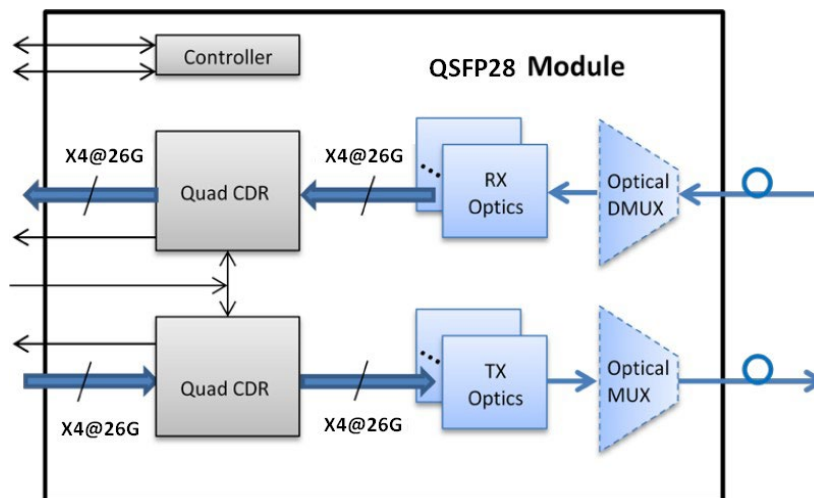 Controller
QSFP28 Module
X4@26G
X4@26G
Quad CDR
RX
Optics
Optical
DMUX
Quad CDR
TX
Optics
Optical
MUX
X4@26G
X4@26G